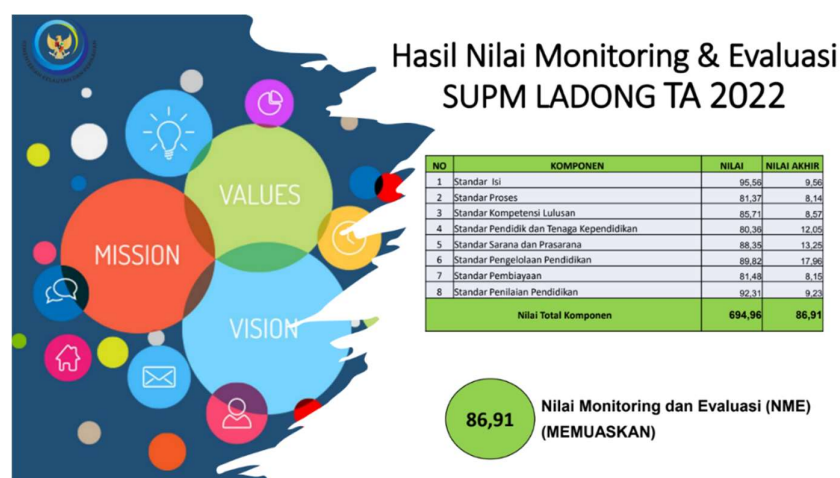 Hasil Nilai Monitoring & Evaluasi
SUPM LADONG TA 2022
VALUES
MISSION
VISION
NO KOMPONEN NILAI NILAI AKHIR
1 Standar Isi 95,56 9,56
2 Standar Proses 81,37 8,14
3 Standar Kompetensi Lulusan 85,71 8,57
4 Standar Pendidik dan Tenaga Kependidikan 80,36 12,05
5 Standar Sarana dan Prasarana 88,35 13,25
6 Standar Pengelolaan Pendidikan 89,82 17,96
7 Standar Pembiayaan 81,48 8,15
8 Standar Penilaian Pendidikan 92,31 9,23
Nilai Total Komponen 694,96 86,91
86,91
Nilai Monitoring dan Evaluasi (NME)
(MEMUASKAN)